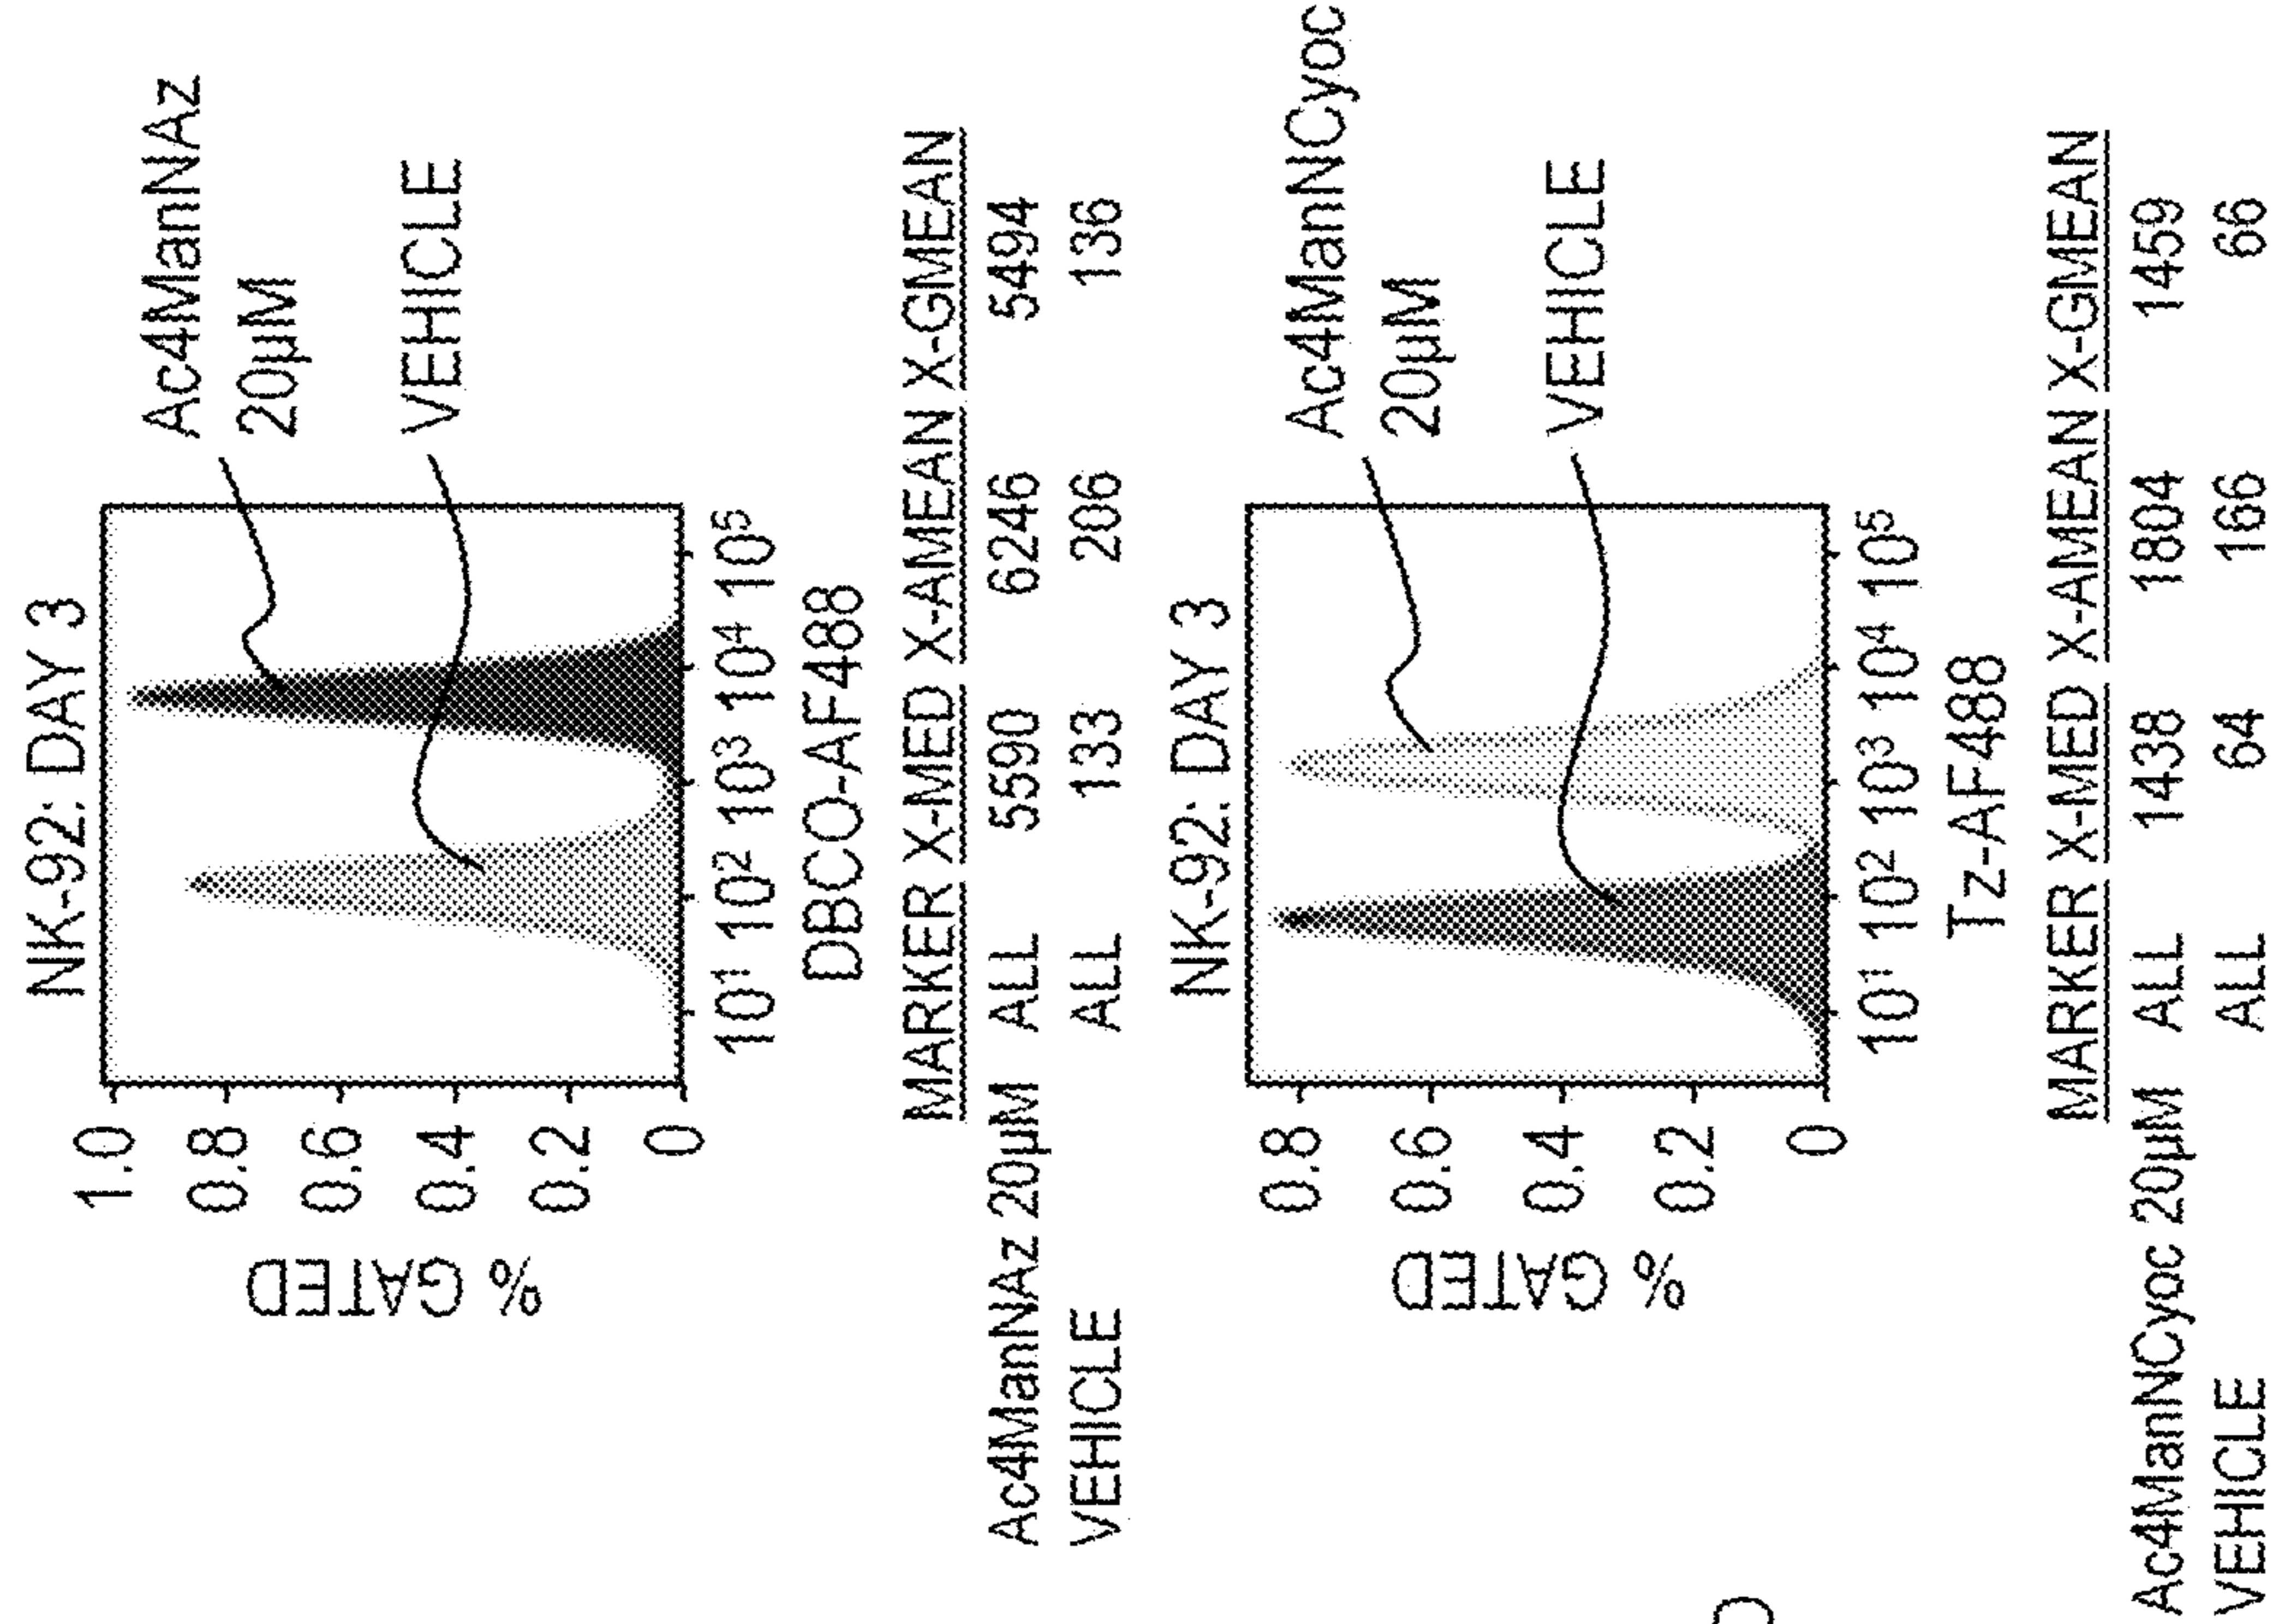 NK-92: DAY 3
Ac4ManNAz
20µM
VEHICLE
% GATED
1.0
0.8
0.6
0.4
0.2
0
10¹ 10² 10³ 10⁴ 10⁵
DBCO-AF488
MARKER X-MED X-AMEAN X-GMEAN
Ac4ManNAz 20µM ALL 5590 6246 5494
VEHICLE ALL 133 206 136
NK-92: DAY 3
Ac4ManNCyoc
20µM
VEHICLE
% GATED
0.8
0.6
0.4
0.2
0
10¹ 10² 10³ 10⁴ 10⁵
Tz-AF488
MARKER X-MED X-AMEAN X-GMEAN
Ac4ManNCyoc 20µM ALL 1438 1804 1459
VEHICLE ALL 64 166 66